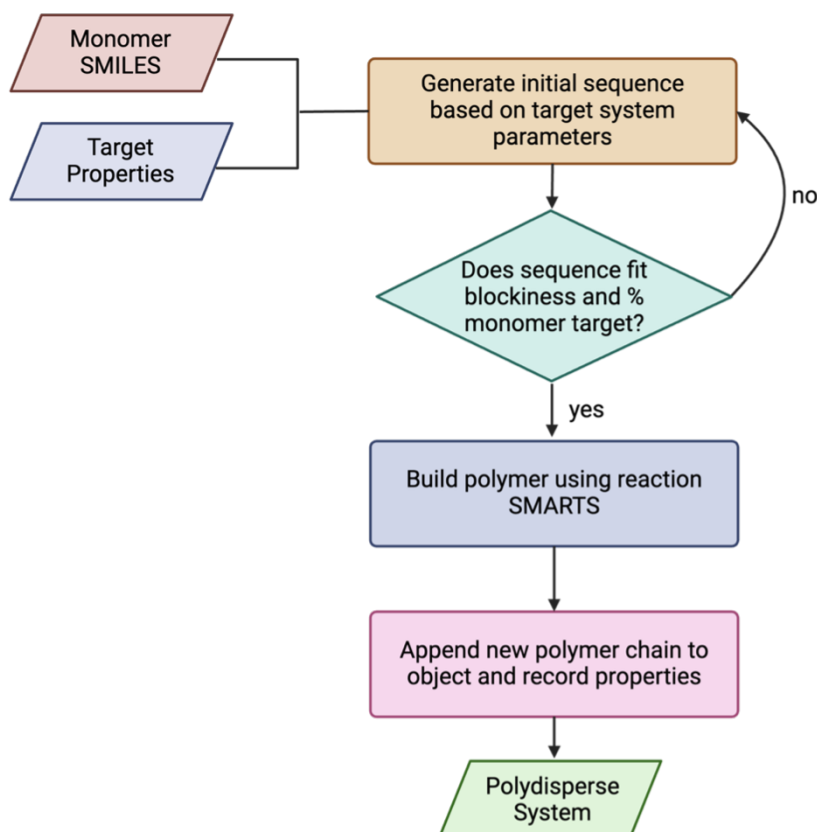 Monomer
SMILES
Target
Properties
Generate initial sequence
based on target system
parameters
no
Does sequence fit
blockiness and %
monomer target?
yes
Build polymer using reaction
SMARTS
Append new polymer chain to
object and record properties
Polydisperse
System